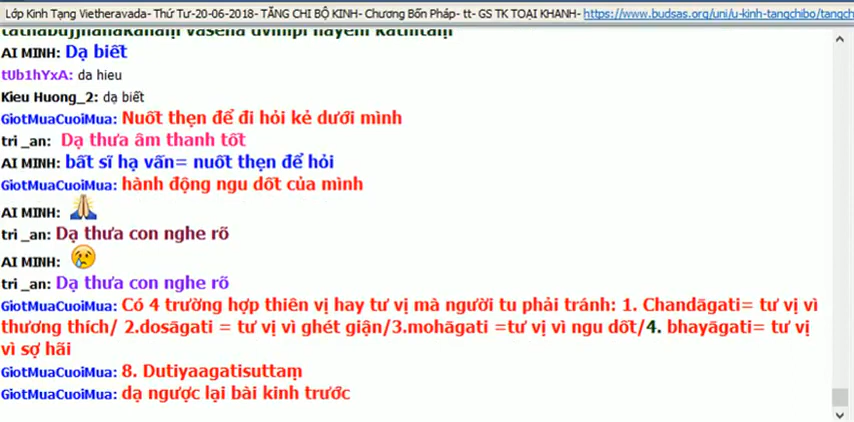 Lớp Kinh Tạng Vietheravada- Thứ Tư-20-06-2018- TĂNG CHI BỘ KINH- Chương Bốn Pháp- tt- GS TK TOẠI KHANH- https://www.budsas.org/uni/u-kinh-tangchibo/tangch
AI MINH: Dạ biết
tUb1hYxA: da hieu
Kieu Huong_2: dạ biết
GiotMuaCuoiMua: Nuốt thẹn để đi hỏi kẻ dưới mình
tri _an: Dạ thưa âm thanh tốt
AI MINH: bất sĩ hạ vấn= nuốt thẹn để hỏi
GiotMuaCuoiMua: hành động ngu dốt của mình
AI MINH: 🙏
tri _an: Dạ thưa con nghe rõ
AI MINH: 😢
tri _an: Dạ thưa con nghe rõ
GiotMuaCuoiMua: Có 4 trường hợp thiên vị hay tư vị mà người tu phải tránh: 1. Chandāgati= tư vị vì
thương thích/ 2.dosāgati = tư vị vì ghét giận/3.mohāgati =tư vị vì ngu dốt/4. bhayāgati= tư vị
vì sợ hãi
GiotMuaCuoiMua: 8. Dutiyaagatisuttaṃ
GiotMuaCuoiMua: dạ ngược lại bài kinh trước